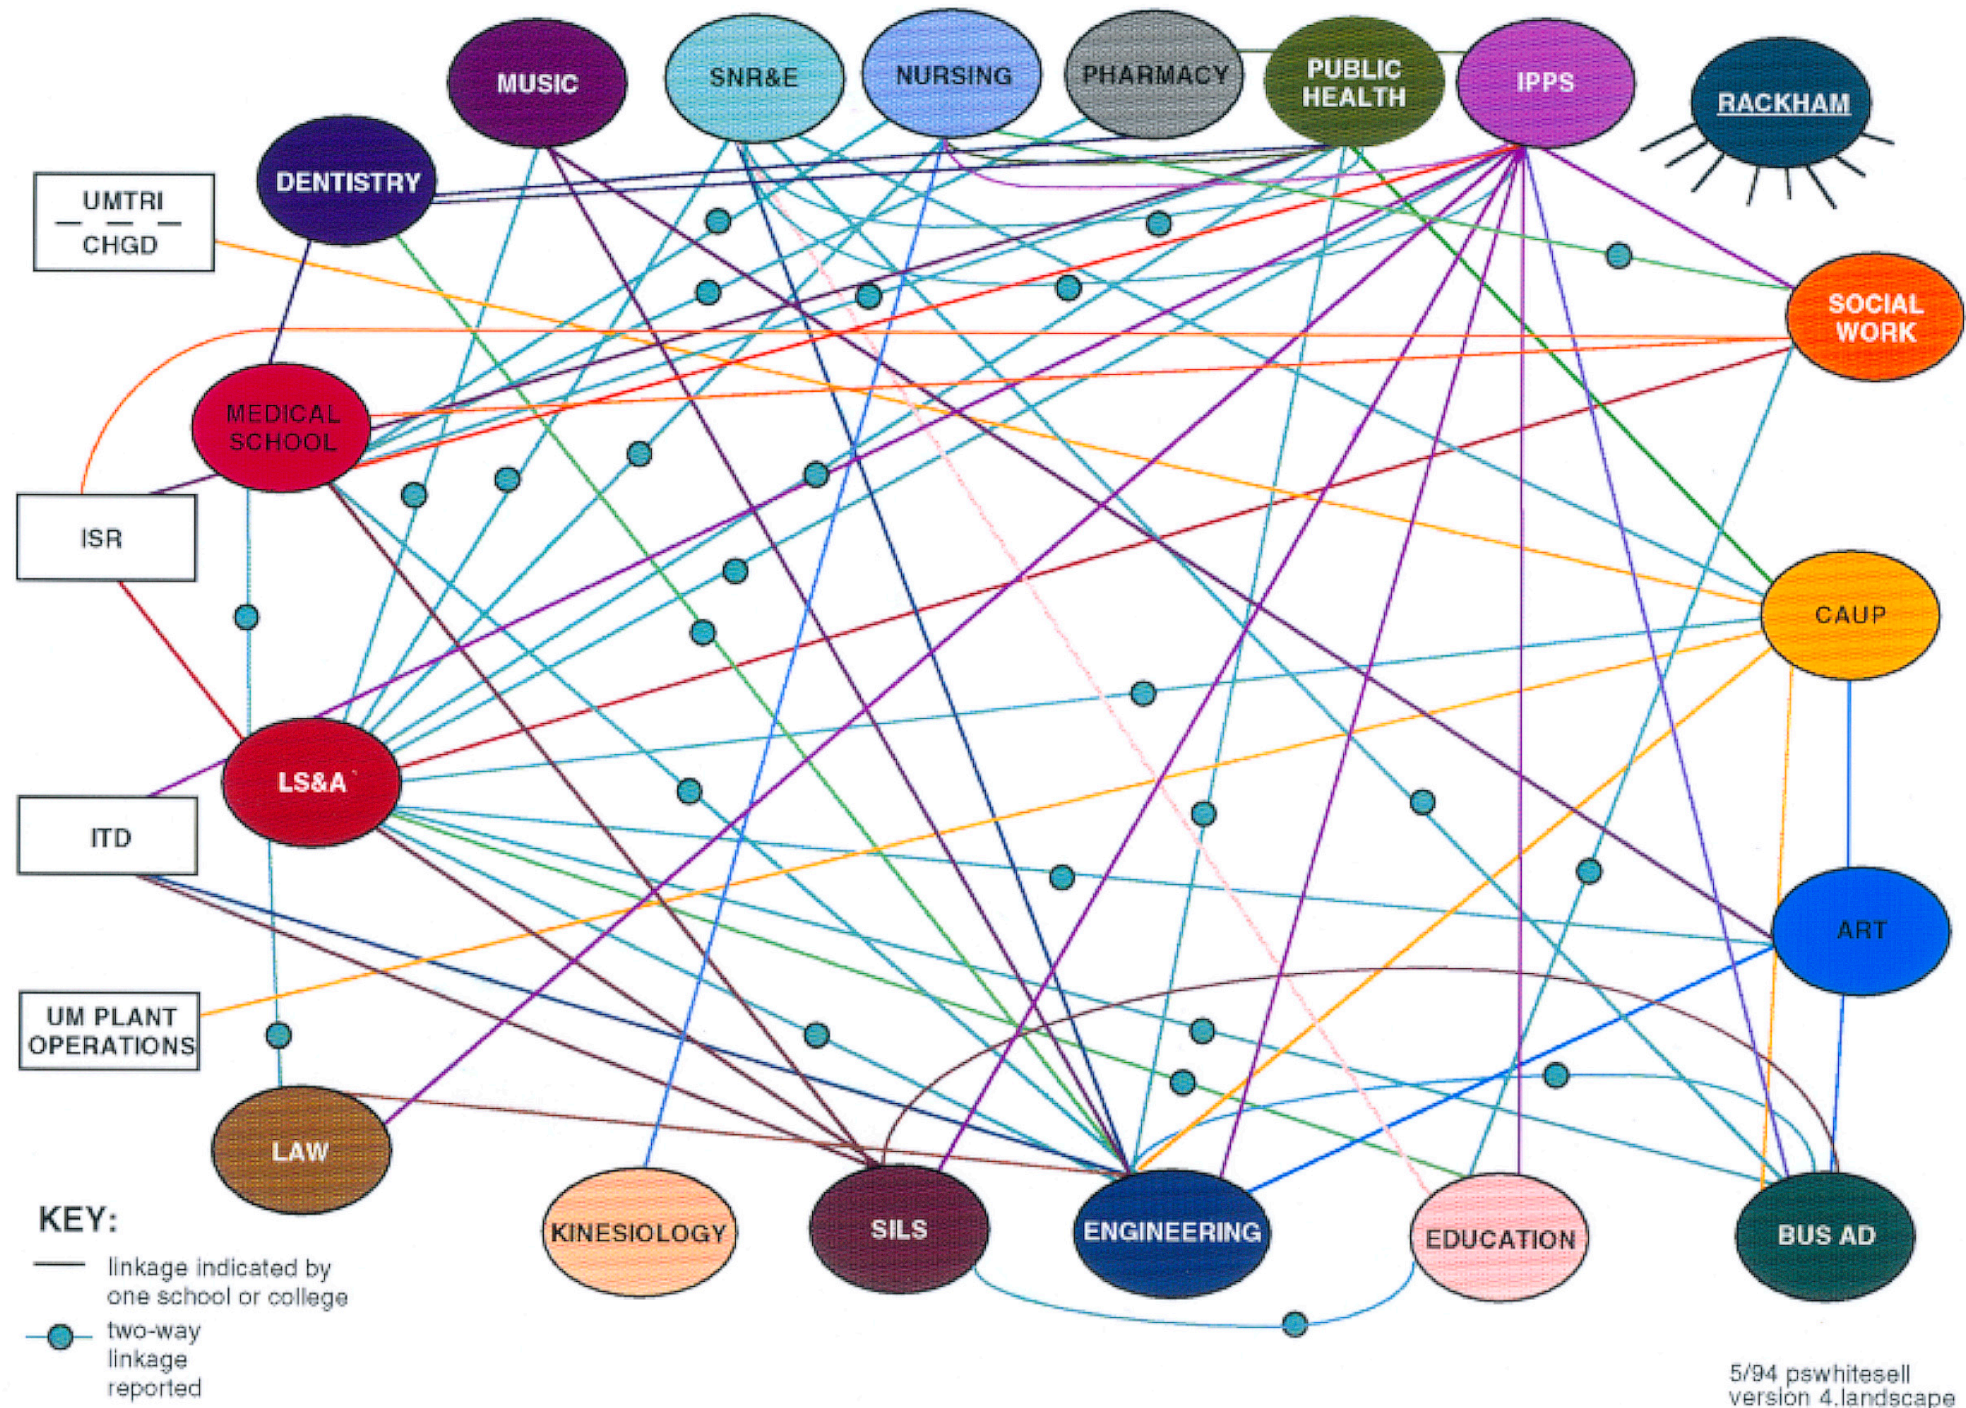 MUSIC
SNR&E
NURSING
PHARMACY
PUBLIC
HEALTH
IPPS
RACKHAM
DENTISTRY
UMTRI
CHGD
SOCIAL
WORK
MEDICAL
SCHOOL
ISR
CAUP
LS&A
ITD
ART
UM PLANT
OPERATIONS
LAW
KINESIOLOGY
SILS
ENGINEERING
EDUCATION
BUS AD
KEY:
linkage indicated by
one school or college
two-way
linkage
reported
5/94 pswhitesell
version 4.landscape